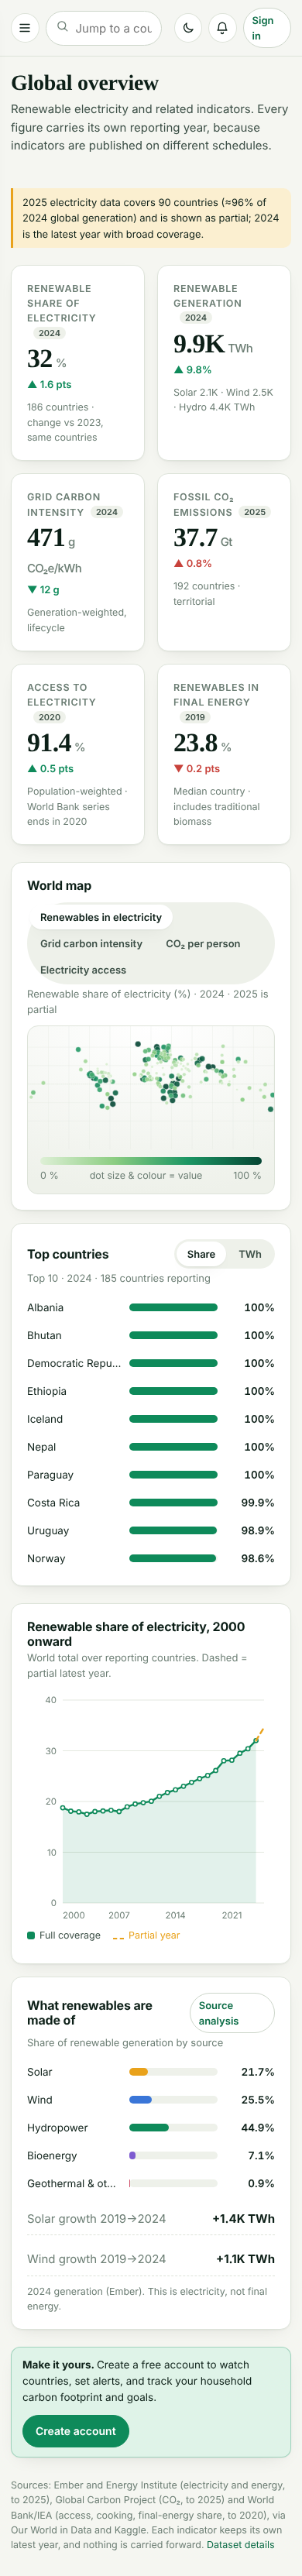 Jump to a cou
Sign in
Global overview
Renewable electricity and related indicators. Every
figure carries its own reporting year, because
indicators are published on different schedules.
2025 electricity data covers 90 countries (≈96% of
2024 global generation) and is shown as partial; 2024
is the latest year with broad coverage.
RENEWABLE
SHARE OF
ELECTRICITY
2024
32 %
▲ 1.6 pts
186 countries ·
change vs 2023,
same countries
RENEWABLE
GENERATION
2024
9.9K TWh
▲ 9.8%
Solar 2.1K · Wind 2.5K
· Hydro 4.4K TWh
GRID CARBON
INTENSITY 2024
471 g
CO₂e/kWh
▼ 12 g
Generation-weighted,
lifecycle
FOSSIL CO₂
EMISSIONS 2025
37.7 Gt
▲ 0.8%
192 countries ·
territorial
ACCESS TO
ELECTRICITY
2020
91.4 %
▲ 0.5 pts
Population-weighted ·
World Bank series
ends in 2020
RENEWABLES IN
FINAL ENERGY
2019
23.8 %
▼ 0.2 pts
Median country ·
includes traditional
biomass
World map
Renewables in electricity
Grid carbon intensity CO₂ per person
Electricity access
Renewable share of electricity (%) · 2024 · 2025 is
partial
0 % dot size & colour = value 100 %
Top countries Share TWh
Top 10 · 2024 · 185 countries reporting
Albania 100%
Bhutan 100%
Democratic Repu... 100%
Ethiopia 100%
Iceland 100%
Nepal 100%
Paraguay 100%
Costa Rica 99.9%
Uruguay 98.9%
Norway 98.6%
Renewable share of electricity, 2000
onward
World total over reporting countries. Dashed =
partial latest year.
40
30
20
10
0
2000 2007 2014 2021
Full coverage Partial year
What renewables are
made of
Source
analysis
Share of renewable generation by source
Solar 21.7%
Wind 25.5%
Hydropower 44.9%
Bioenergy 7.1%
Geothermal & ot... 0.9%
Solar growth 2019→2024 +1.4K TWh
Wind growth 2019→2024 +1.1K TWh
2024 generation (Ember). This is electricity, not final
energy.
Make it yours. Create a free account to watch
countries, set alerts, and track your household
carbon footprint and goals.
Create account
Sources: Ember and Energy Institute (electricity and energy,
to 2025), Global Carbon Project (CO₂, to 2025) and World
Bank/IEA (access, cooking, final-energy share, to 2020), via
Our World in Data and Kaggle. Each indicator keeps its own
latest year, and nothing is carried forward. Dataset details